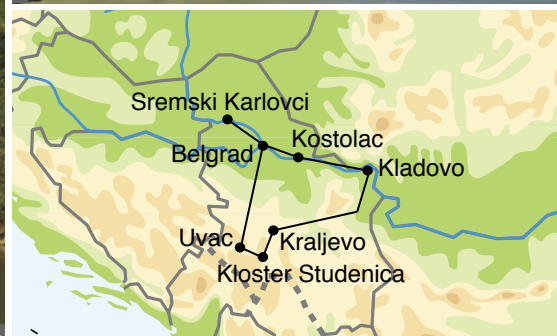 Sremski Karlovci
Kostolac
Belgrad
Kladovo
Uvac
Kraljevo
Kloster Studenica